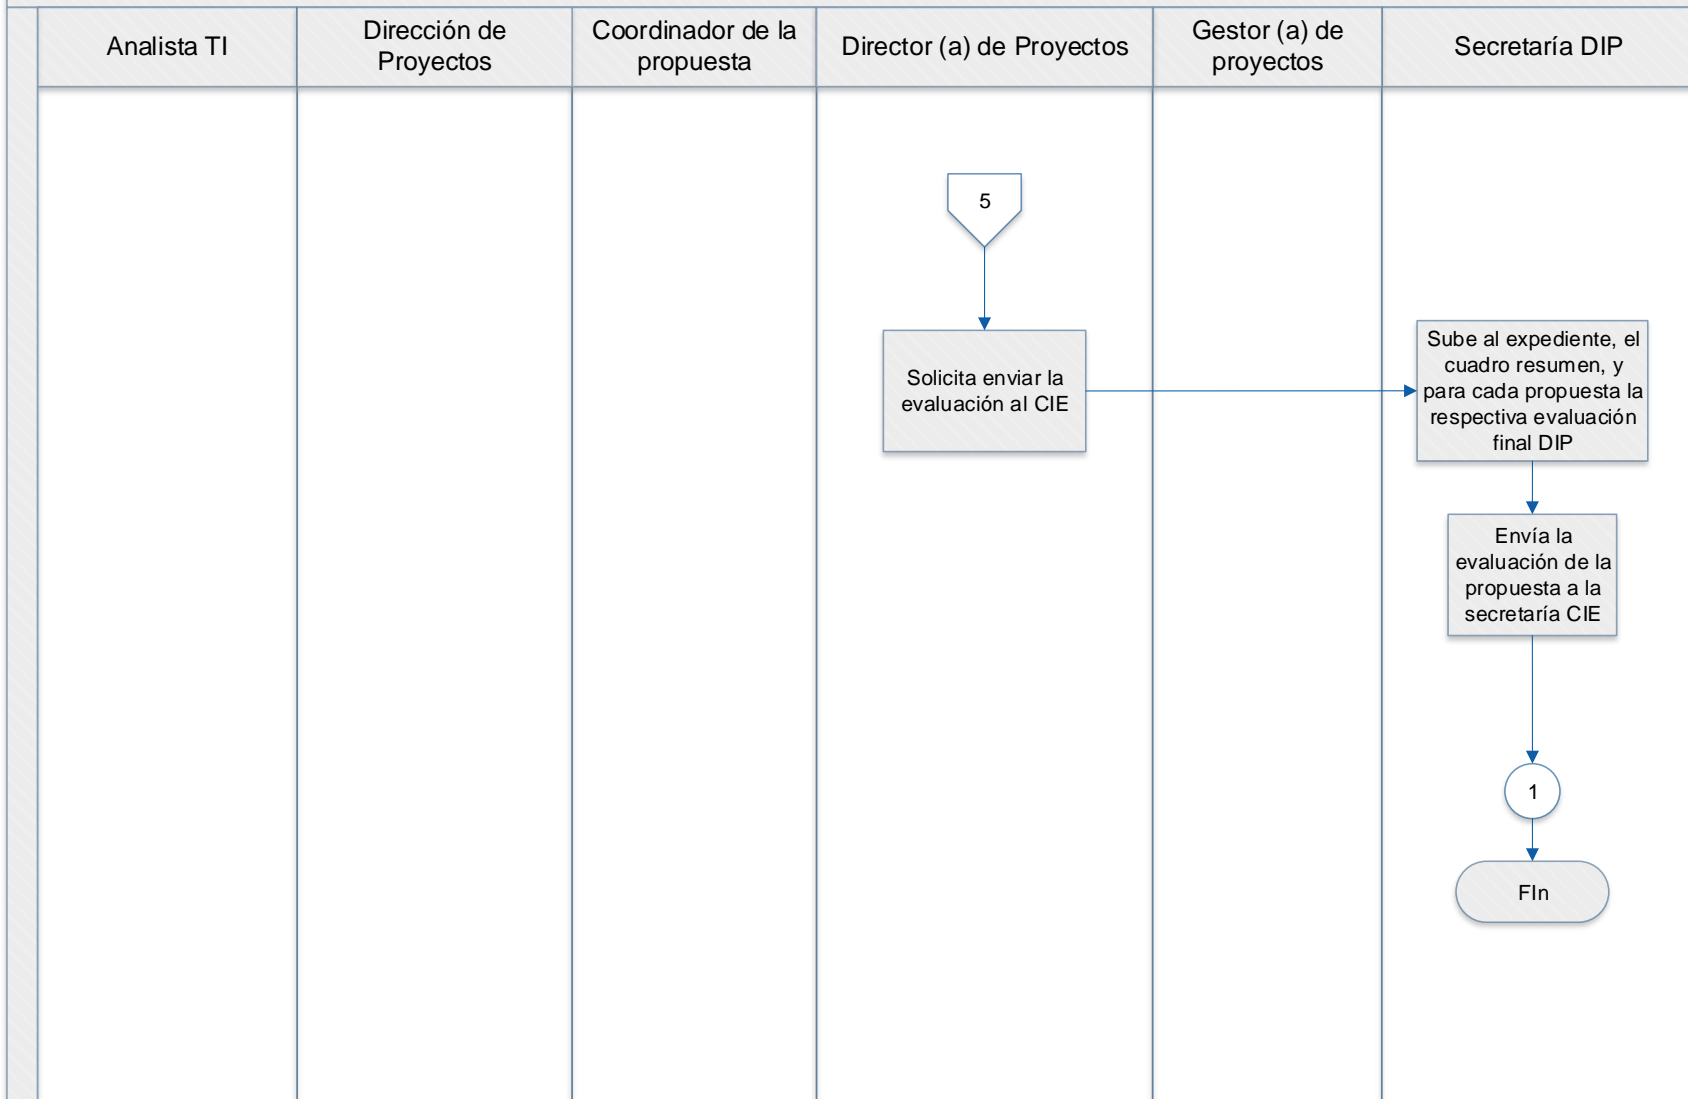 Analista TI
Dirección de
Proyectos
Coordinador de la
propuesta
Director (a) de Proyectos
Gestor (a) de
proyectos
Secretaría DIP
5
Solicita enviar la
evaluación al CIE
Sube al expediente, el
cuadro resumen, y
para cada propuesta la
respectiva evaluación
final DIP
Envía la
evaluación de la
propuesta a la
secretaría CIE
1
FIn